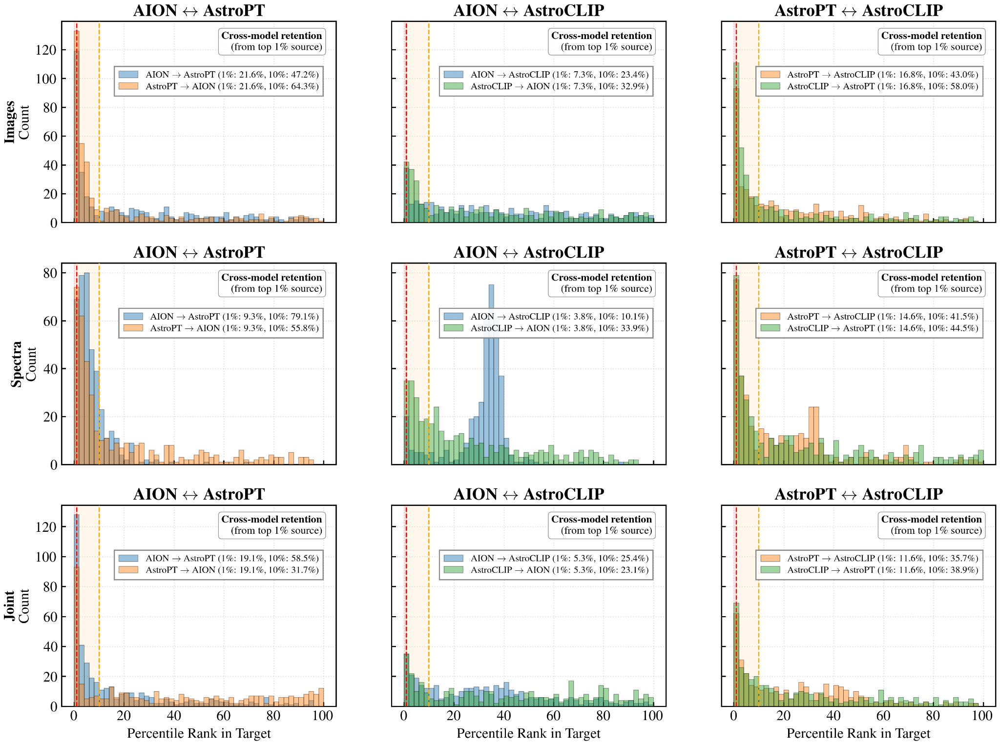 AION ↔ AstroPT
AION ↔ AstroCLIP
AstroPT ↔ AstroCLIP
Images
Count
120
100
80
60
40
20
0
Cross-model retention
(from top 1% source)
AION → AstroPT (1%: 21.6%, 10%: 47.2%)
AstroPT → AION (1%: 21.6%, 10%: 64.3%)
Cross-model retention
(from top 1% source)
AION → AstroCLIP (1%: 7.3%, 10%: 23.4%)
AstroCLIP → AION (1%: 7.3%, 10%: 32.9%)
Cross-model retention
(from top 1% source)
AstroPT → AstroCLIP (1%: 16.8%, 10%: 43.0%)
AstroCLIP → AstroPT (1%: 16.8%, 10%: 58.0%)
AION ↔ AstroPT
AION ↔ AstroCLIP
AstroPT ↔ AstroCLIP
Spectra
Count
80
60
40
20
0
Cross-model retention
(from top 1% source)
AION → AstroPT (1%: 9.3%, 10%: 79.1%)
AstroPT → AION (1%: 9.3%, 10%: 55.8%)
Cross-model retention
(from top 1% source)
AION → AstroCLIP (1%: 3.8%, 10%: 10.1%)
AstroCLIP → AION (1%: 3.8%, 10%: 33.9%)
Cross-model retention
(from top 1% source)
AstroPT → AstroCLIP (1%: 14.6%, 10%: 41.5%)
AstroCLIP → AstroPT (1%: 14.6%, 10%: 44.5%)
AION ↔ AstroPT
AION ↔ AstroCLIP
AstroPT ↔ AstroCLIP
Joint
Count
120
100
80
60
40
20
0
Cross-model retention
(from top 1% source)
AION → AstroPT (1%: 19.1%, 10%: 58.5%)
AstroPT → AION (1%: 19.1%, 10%: 31.7%)
Cross-model retention
(from top 1% source)
AION → AstroCLIP (1%: 5.3%, 10%: 25.4%)
AstroCLIP → AION (1%: 5.3%, 10%: 23.1%)
Cross-model retention
(from top 1% source)
AstroPT → AstroCLIP (1%: 11.6%, 10%: 35.7%)
AstroCLIP → AstroPT (1%: 11.6%, 10%: 38.9%)
0 20 40 60 80 100
0 20 40 60 80 100
0 20 40 60 80 100
Percentile Rank in Target
Percentile Rank in Target
Percentile Rank in Target